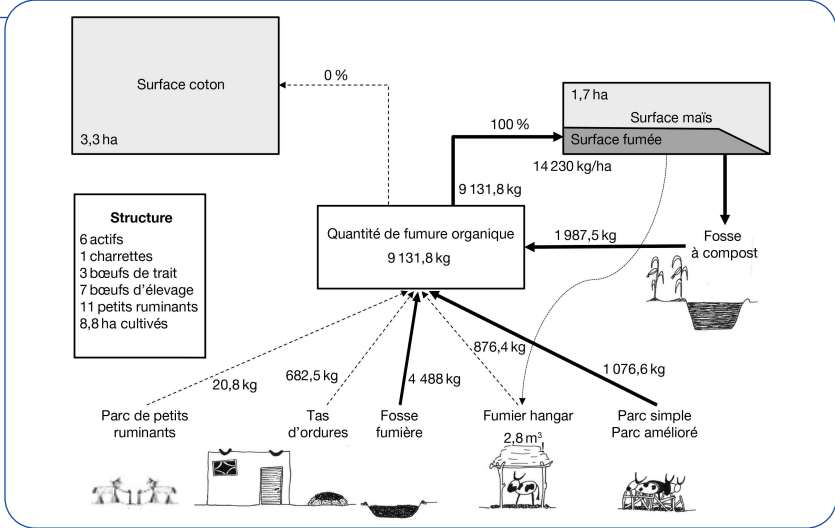 Surface coton
3,3 ha
0 %
1,7 ha
Surface maïs
Surface fumée
100 %
14 230 kg/ha
9 131,8 kg
Structure
6 actifs
1 charrettes
3 bœufs de trait
7 bœufs d'élevage
11 petits ruminants
8,8 ha cultivés
Quantité de fumure organique
9 131,8 kg
1 987,5 kg
Fosse
à compost
20,8 kg
682,5 kg
4 488 kg
876,4 kg
1 076,6 kg
Parc de petits
ruminants
Tas
d'ordures
Fosse
fumière
Fumier hangar
2,8 m³
Parc simple
Parc amélioré